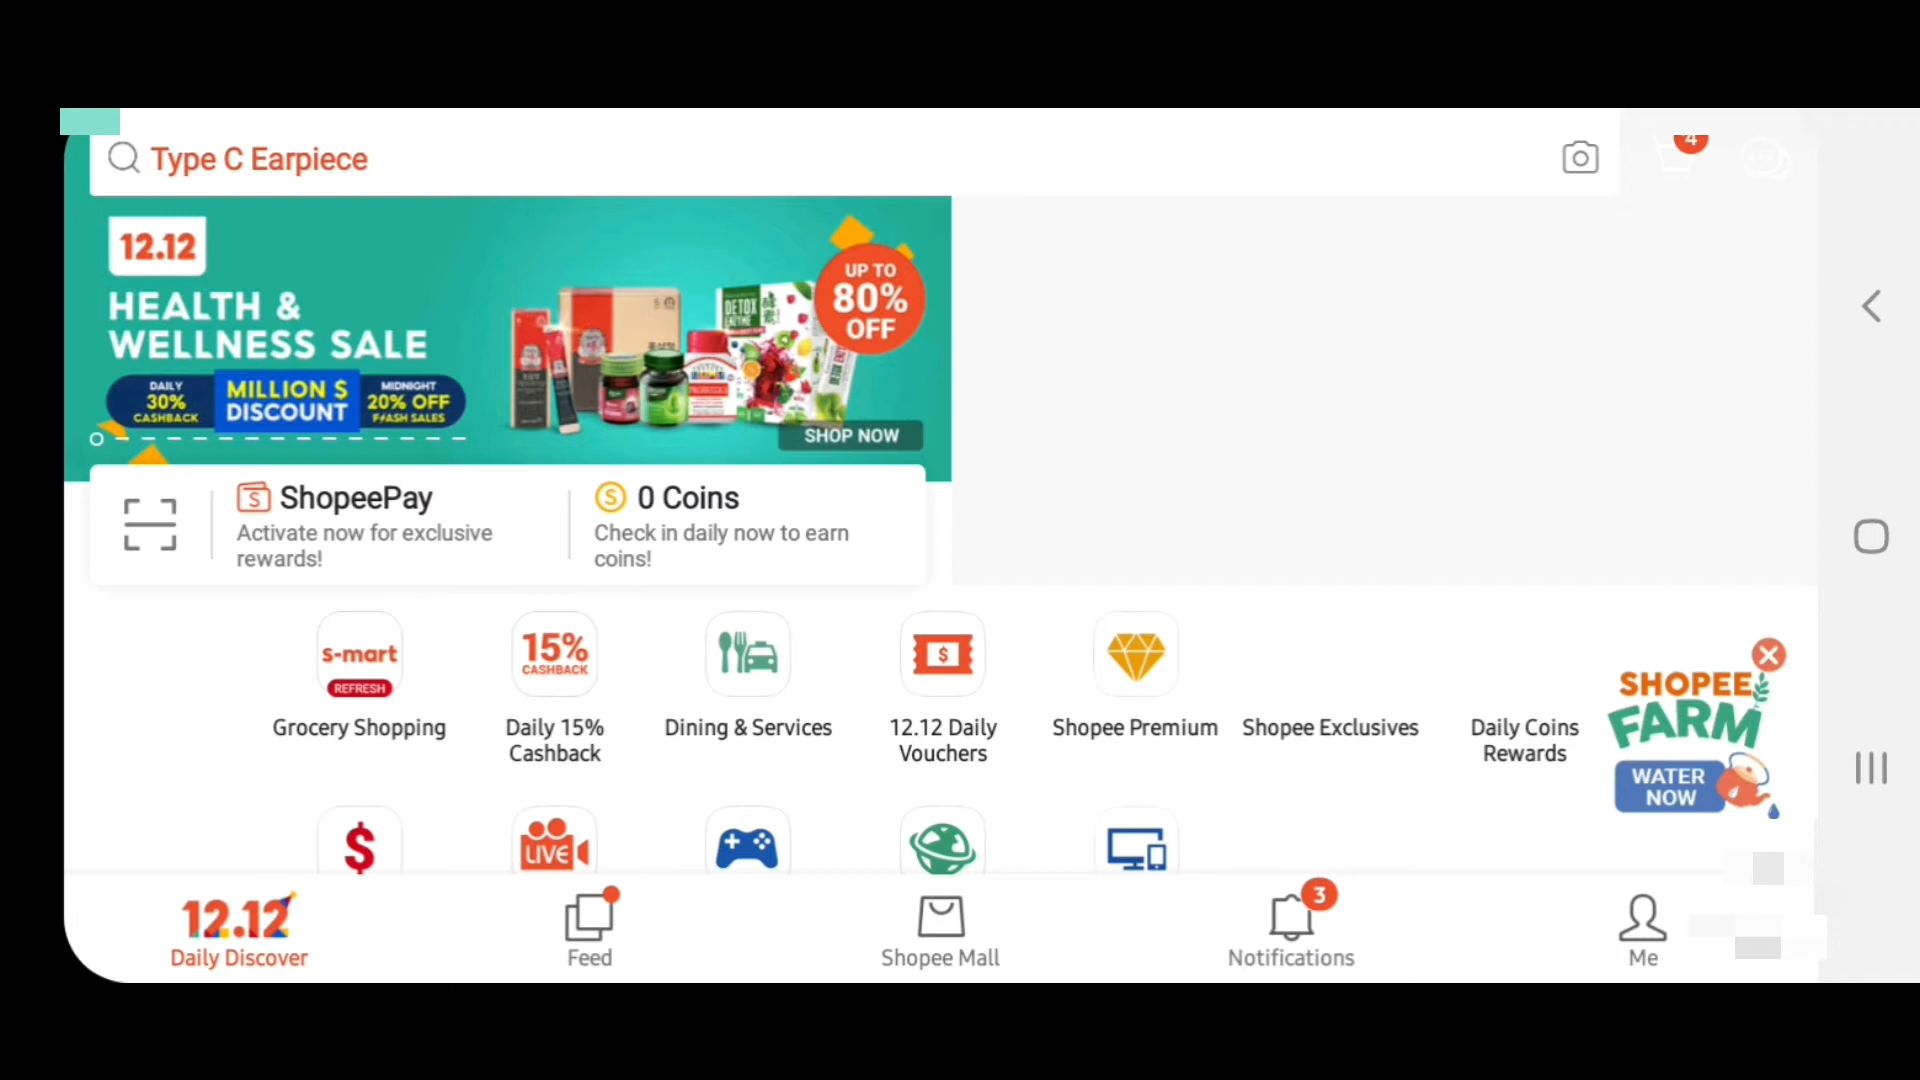 Type C Earpiece
4
12.12
HEALTH &
WELLNESS SALE
DAILY
30%
CASHBACK
MILLION $
DISCOUNT
MIDNIGHT
20% OFF
FLASH SALES
UP TO
80%
OFF
DETOX
ENZYME
SHOP NOW
ShopeePay
Activate now for exclusive
rewards!
0 Coins
Check in daily now to earn
coins!
s-mart
REFRESH
15%
CASHBACK
Grocery Shopping
Daily 15%
Cashback
Dining & Services
12.12 Daily
Vouchers
Shopee Premium
Shopee Exclusives
Daily Coins
Rewards
SHOPEE
FARM
WATER
NOW
LIVE
12.12
Daily Discover
Feed
Shopee Mall
3
Notifications
Me